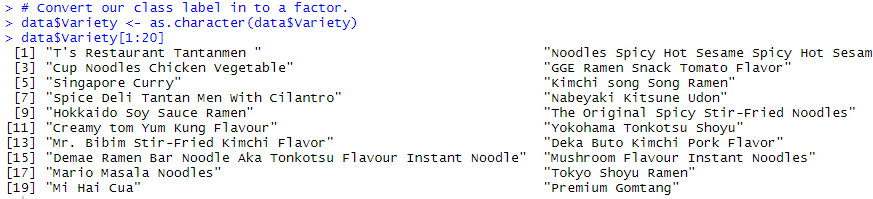 > # Convert our class label in to a factor.
> data$Variety <- as.character(data$Variety)
> data$Variety[1:20]
[1] "T's Restaurant Tantanmen " "Noodles Spicy Hot Sesame Spicy Hot Sesam
[3] "Cup Noodles Chicken Vegetable" "GGE Ramen Snack Tomato Flavor"
[5] "Singapore Curry" "Kimchi song Song Ramen"
[7] "Spice Deli Tantan Men With Cilantro" "Nabeyaki Kitsune Udon"
[9] "Hokkaido Soy Sauce Ramen" "The Original Spicy Stir-Fried Noodles"
[11] "Creamy tom Yum Kung Flavour" "Yokohama Tonkotsu Shoyu"
[13] "Mr. Bibim Stir-Fried Kimchi Flavor" "Deka Buto Kimchi Pork Flavor"
[15] "Demae Ramen Bar Noodle Aka Tonkotsu Flavour Instant Noodle" "Mushroom Flavour Instant Noodles"
[17] "Mario Masala Noodles" "Tokyo Shoyu Ramen"
[19] "Mi Hai Cua" "Premium Gomtang"